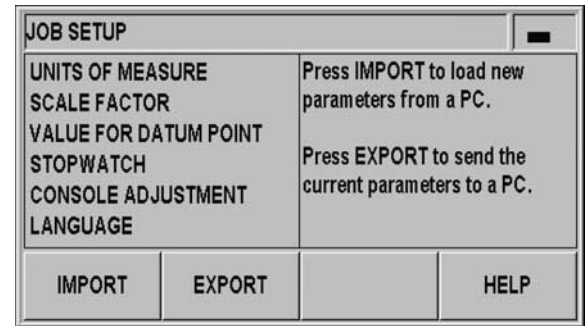 JOB SETUP
UNITS OF MEASURE
SCALE FACTOR
VALUE FOR DATUM POINT
STOPWATCH
CONSOLE ADJUSTMENT
LANGUAGE
Press IMPORT to load new
parameters from a PC.
Press EXPORT to send the
current parameters to a PC.
IMPORT
EXPORT
HELP